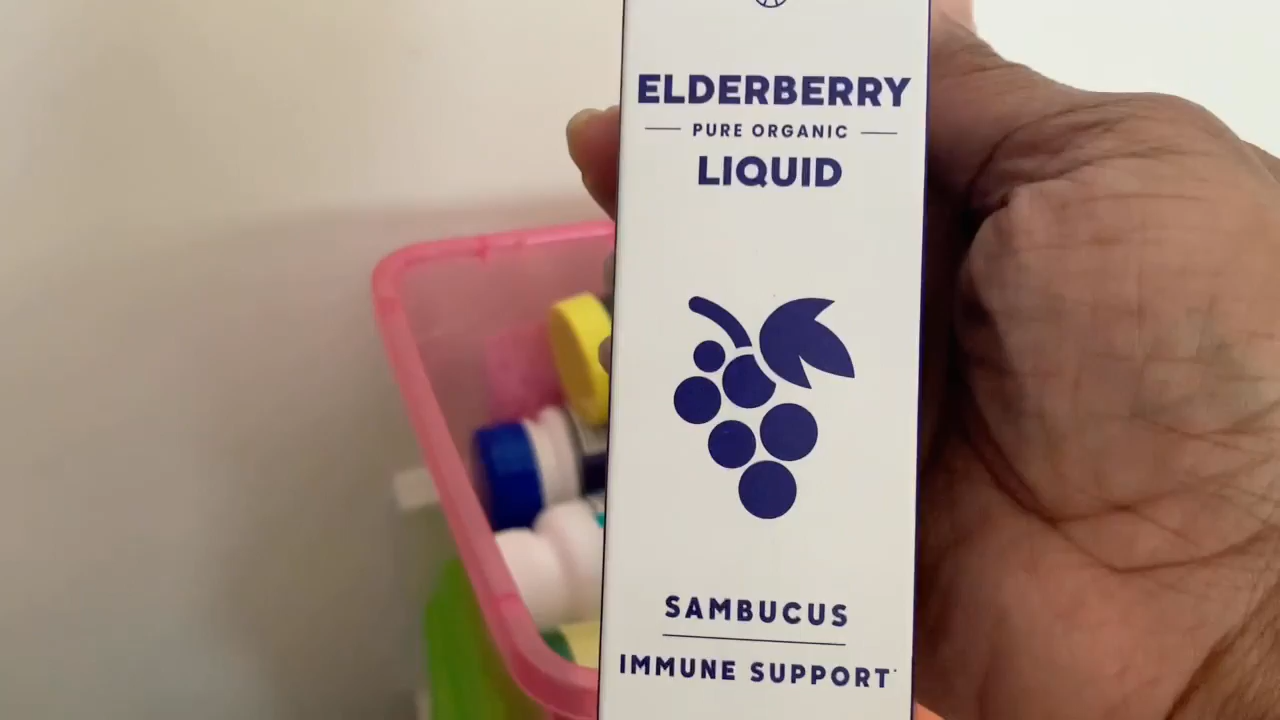 ELDERBERRY
PURE ORGANIC
LIQUID
SAMBUCUS
IMMUNE SUPPORT*